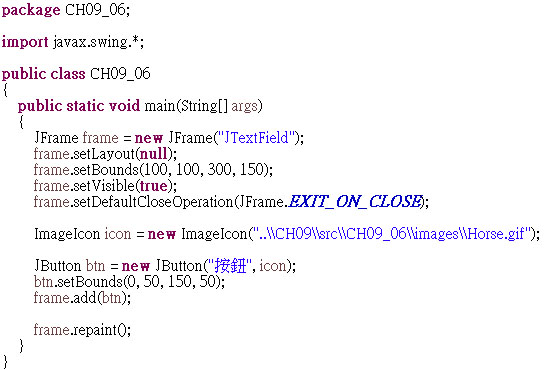 package CH09_06;
import javax.swing.*;
public class CH09_06
{
public static void main(String[] args)
{
JFrame frame = new JFrame("JTextField");
frame.setLayout(null);
frame.setBounds(100, 100, 300, 150);
frame.setVisible(true);
frame.setDefaultCloseOperation(JFrame.EXIT_ON_CLOSE);
ImageIcon icon = new ImageIcon("..\\CH09\\src\\CH09_06\\images\\Horse.gif");
JButton btn = new JButton("按鈕", icon);
btn.setBounds(0, 50, 150, 50);
frame.add(btn);
frame.repaint();
}
}